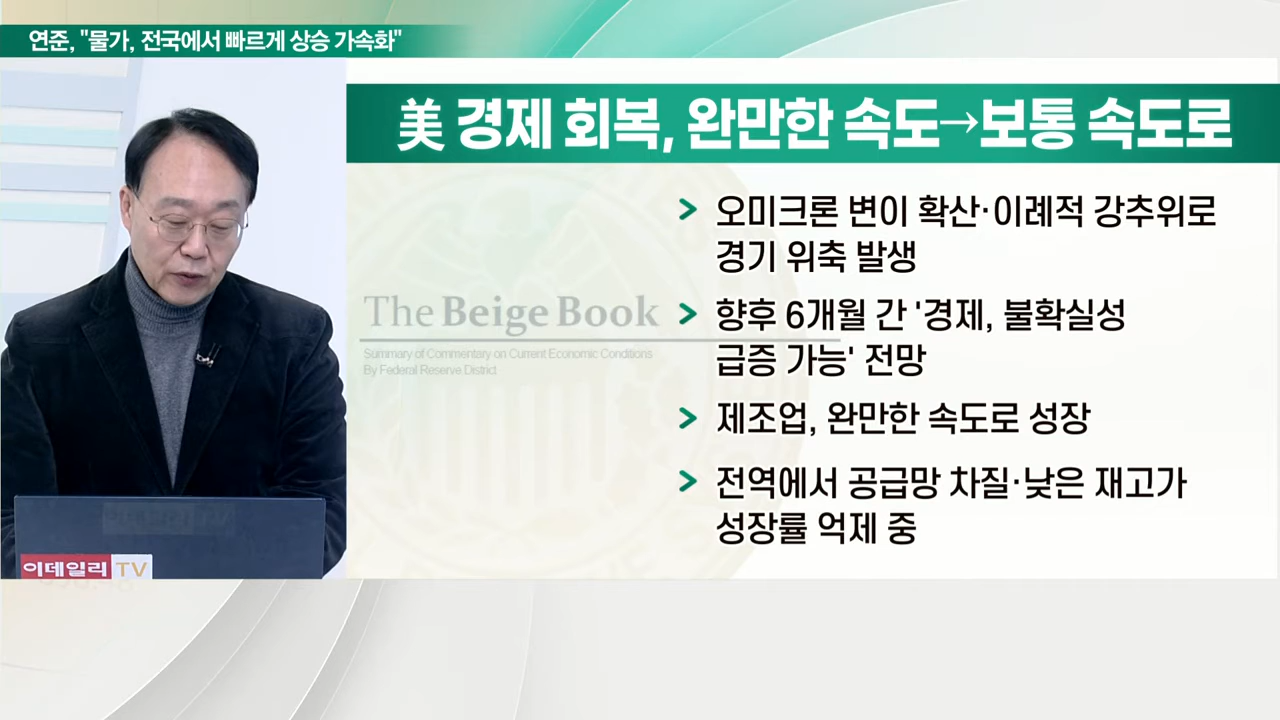 연준, "물가, 전국에서 빠르게 상승 가속화"
美 경제 회복, 완만한 속도→보통 속도로
> 오미크론 변이 확산·이례적 강추위로
경기 위축 발생
The Beige Book
Summary of Commentary on Current Economic Conditions
By Federal Reserve District
> 향후 6개월 간 '경제, 불확실성
급증 가능' 전망
> 제조업, 완만한 속도로 성장
> 전역에서 공급망 차질·낮은 재고가
성장률 억제 중
이데일리 TV